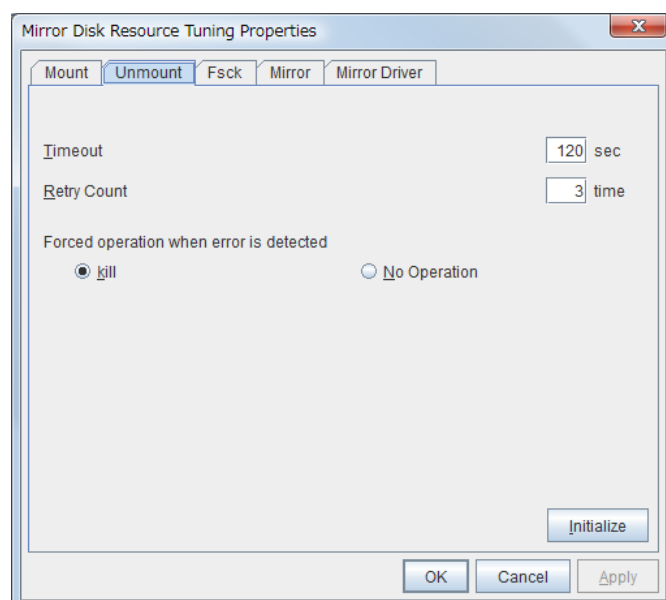 Mirror Disk Resource Tuning Properties
Mount Unmount Fsck Mirror Mirror Driver
Timeout 120 sec
Retry Count 3 time
Forced operation when error is detected
kill No Operation
Initialize
OK Cancel Apply